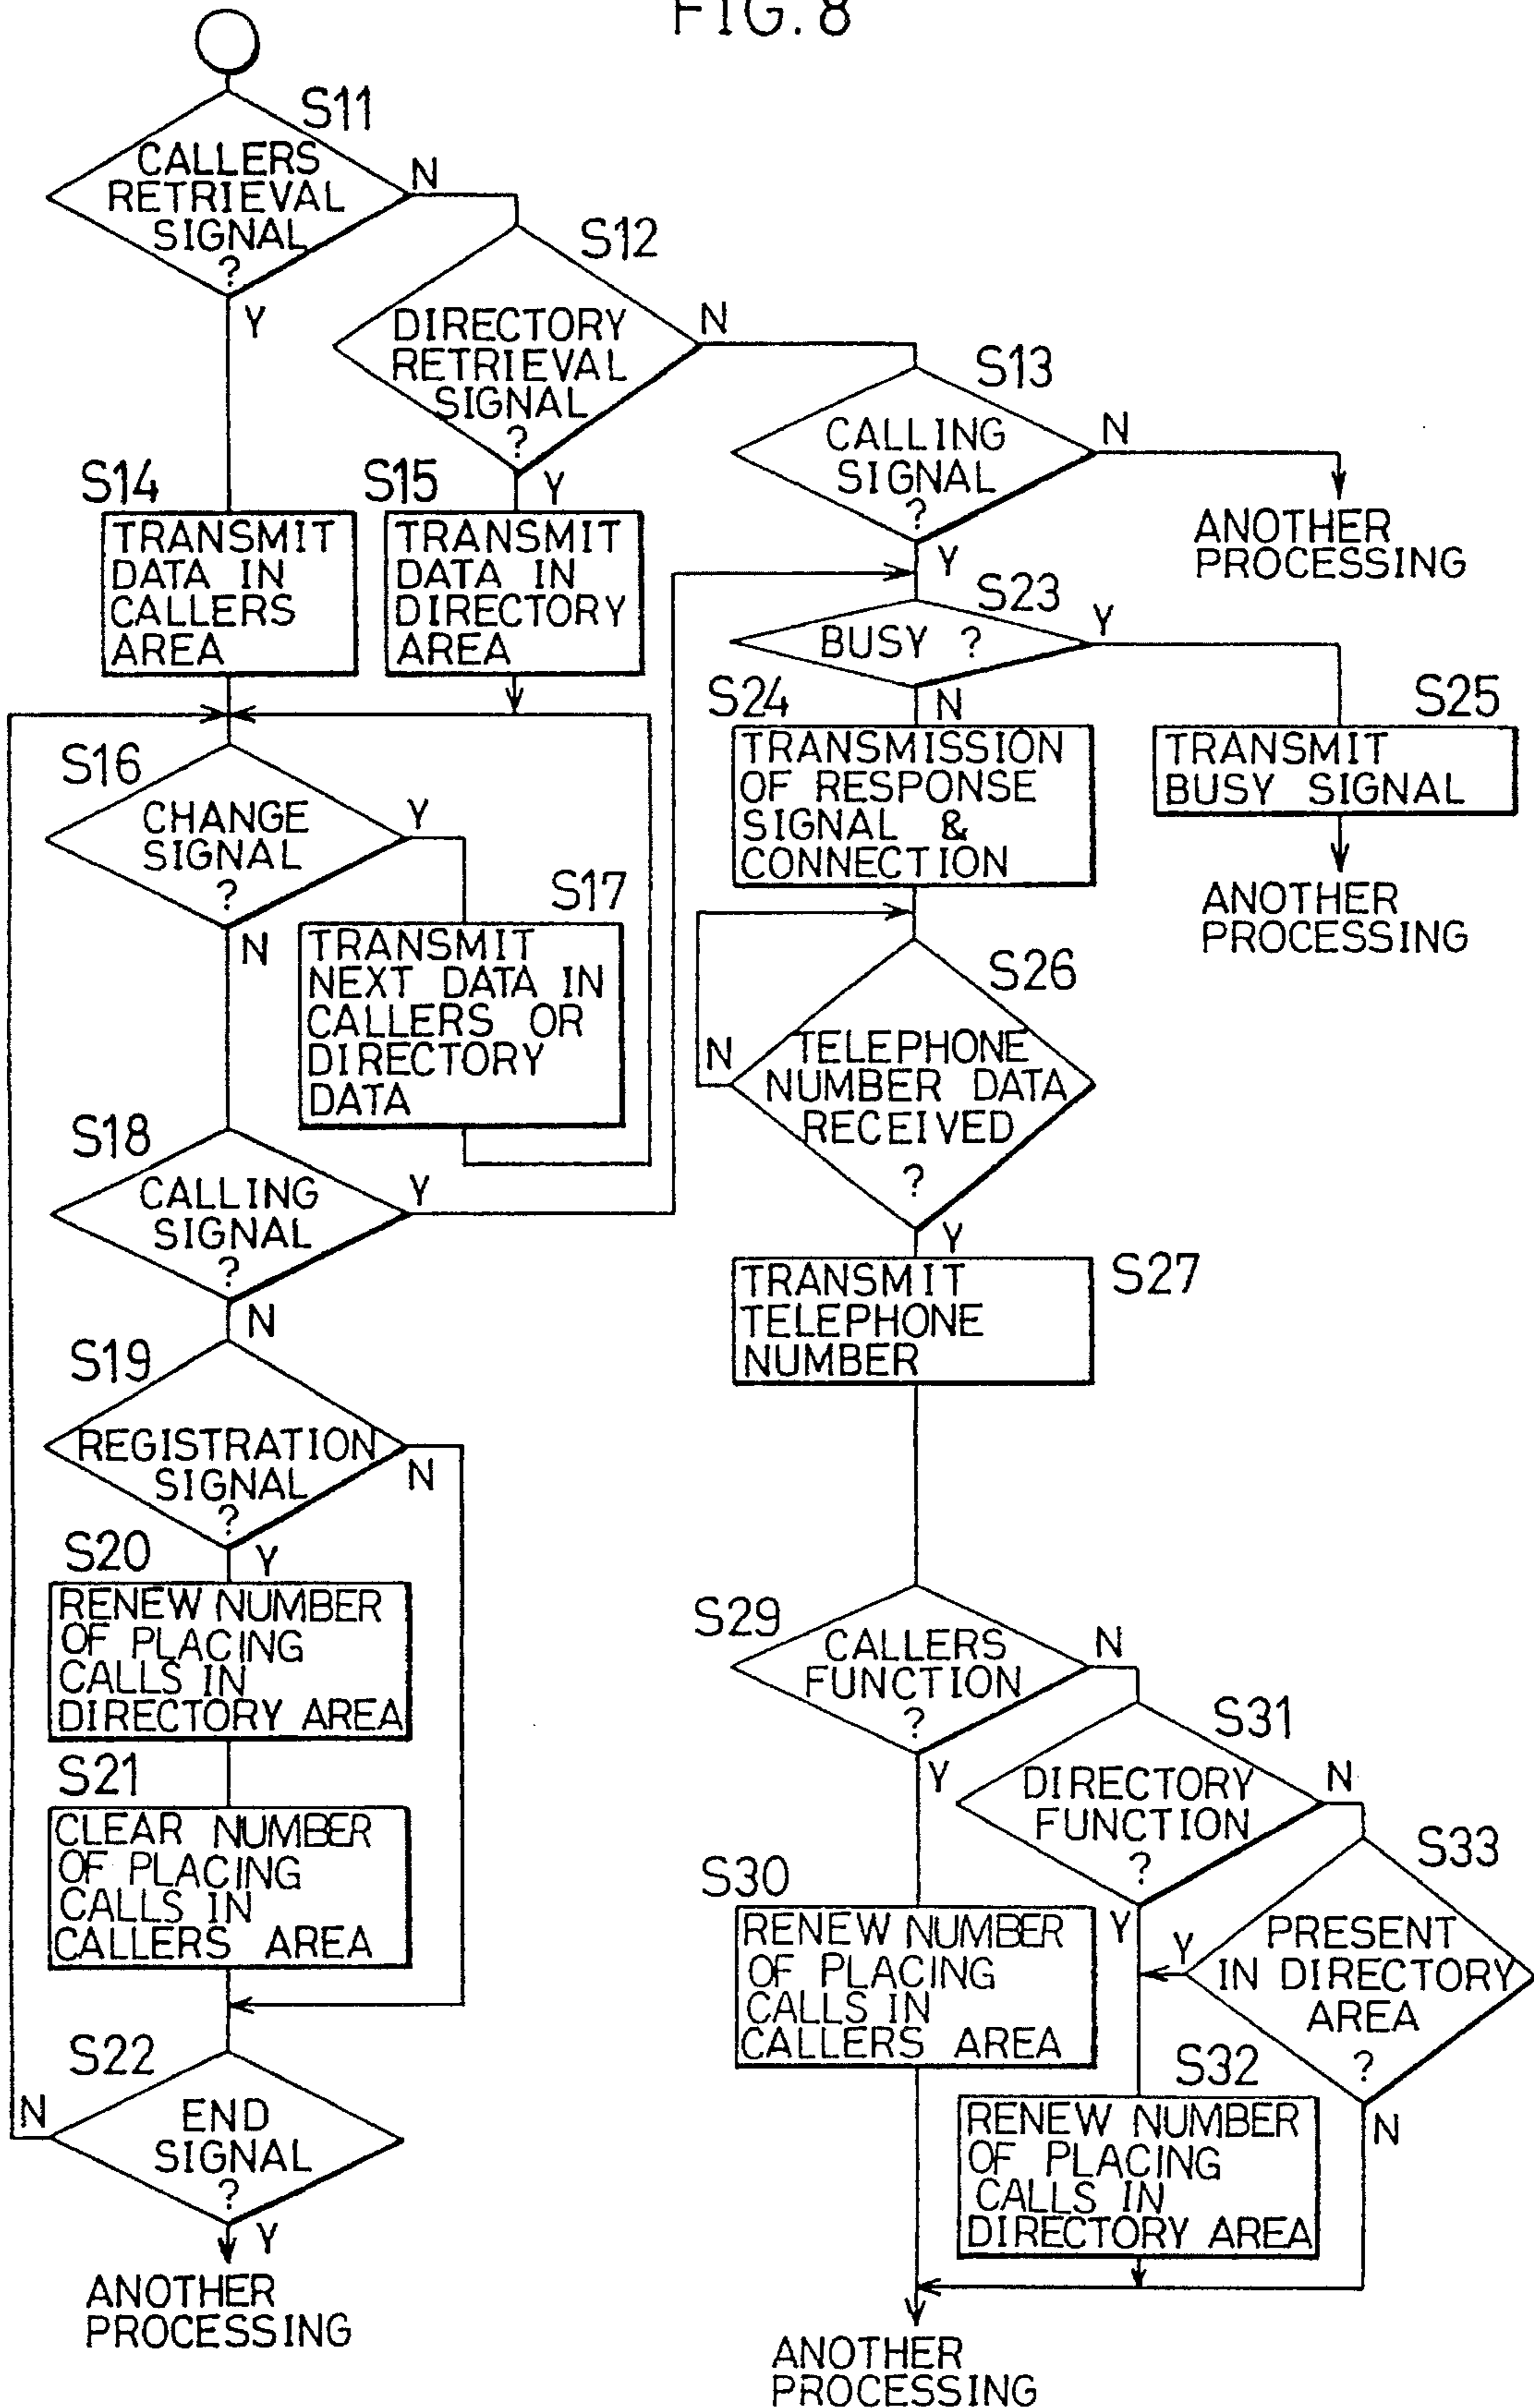 FIG. 8
S11
CALLERS
RETRIEVAL
SIGNAL
?
N
Y
S12
DIRECTORY
RETRIEVAL
SIGNAL
?
N
Y
S13
CALLING
SIGNAL
?
N
Y
ANOTHER
PROCESSING
S14
TRANSMIT
DATA IN
CALLERS
AREA
S15
TRANSMIT
DATA IN
DIRECTORY
AREA
S16
CHANGE
SIGNAL
?
Y
N
S17
TRANSMIT
NEXT DATA IN
CALLERS OR
DIRECTORY
DATA
S18
CALLING
SIGNAL
?
Y
N
S19
REGISTRATION
SIGNAL
?
N
Y
S20
RENEW NUMBER
OF PLACING
CALLS IN
DIRECTORY AREA
S21
CLEAR NUMBER
OF PLACING
CALLS IN
CALLERS AREA
S22
END
SIGNAL
?
N
Y
ANOTHER
PROCESSING
S23
BUSY ?
Y
N
S24
TRANSMISSION
OF RESPONSE
SIGNAL &
CONNECTION
S25
TRANSMIT
BUSY SIGNAL
ANOTHER
PROCESSING
S26
TELEPHONE
NUMBER DATA
RECEIVED
?
N
Y
S27
TRANSMIT
TELEPHONE
NUMBER
S29
CALLERS
FUNCTION
?
N
Y
S30
RENEW NUMBER
OF PLACING
CALLS IN
CALLERS AREA
S31
DIRECTORY
FUNCTION
?
N
Y
S33
PRESENT
IN DIRECTORY
AREA
?
Y
N
S32
RENEW NUMBER
OF PLACING
CALLS IN
DIRECTORY AREA
ANOTHER
PROCESSING